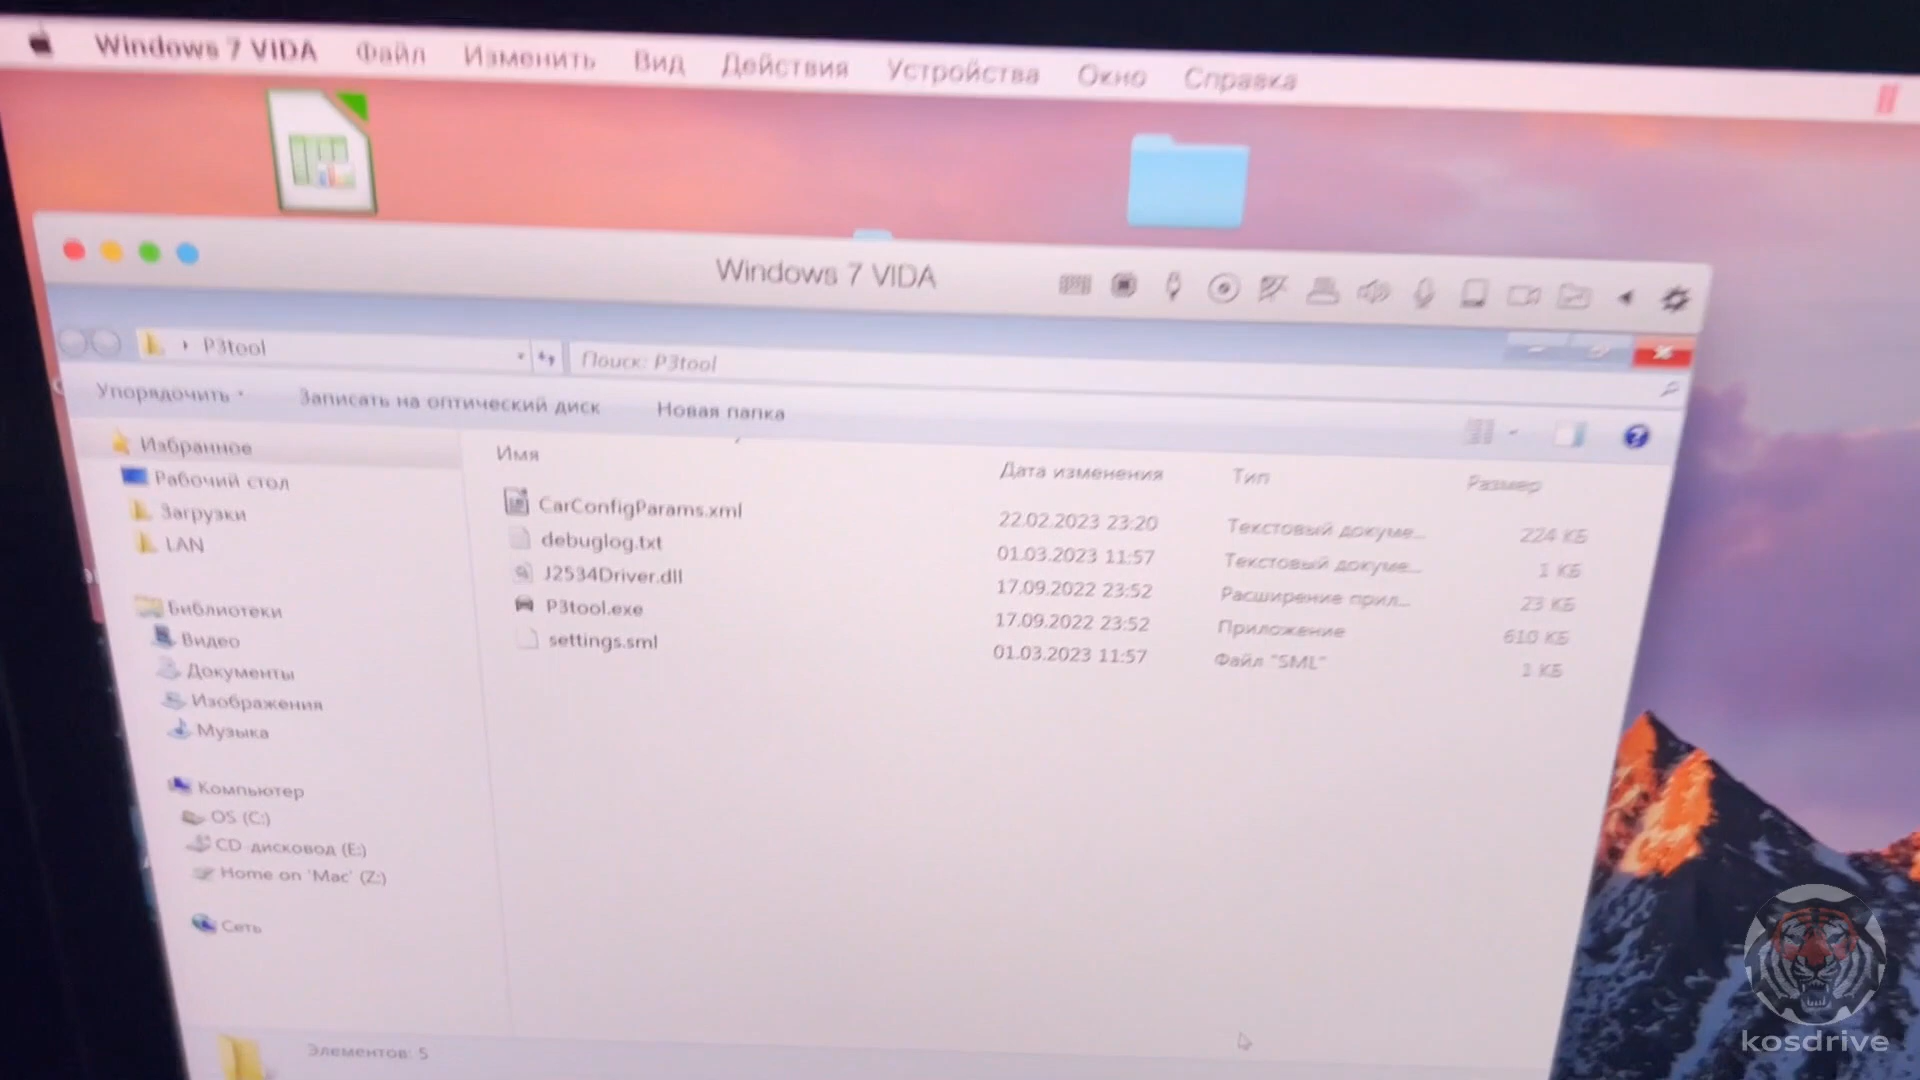 Windows 7 VIDA Файл Изменить Вид Действия Устройства Окно Справка
Windows 7 VIDA
P3tool
Поиск: P3tool
Упорядочить Записать на оптический диск Новая папка
Избранное
Рабочий стол
Загрузки
LAN
Библиотеки
Видео
Документы
Изображения
Музыка
Компьютер
OS (C:)
CD дисковод (E:)
Home on 'Mac' (Z:)
Сеть
Имя Дата изменения Тип Размер
CarConfigParams.xml 22.02.2023 23:20 Текстовый докуме... 224 КБ
debuglog.txt 01.03.2023 11:57 Текстовый докуме... 1 КБ
J2534Driver.dll 17.09.2022 23:52 Расширение прил... 23 КБ
P3tool.exe 17.09.2022 23:52 Приложение 610 КБ
settings.sml 01.03.2023 11:57 Файл "SML" 1 КБ
Элементов: 5
kosdrive